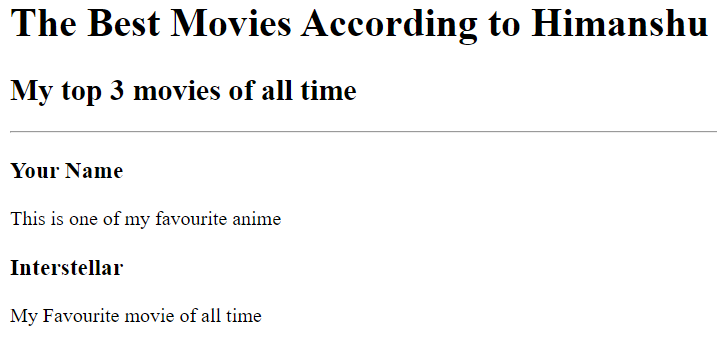 The Best Movies According to Himanshu
My top 3 movies of all time
Your Name
This is one of my favourite anime
Interstellar
My Favourite movie of all time